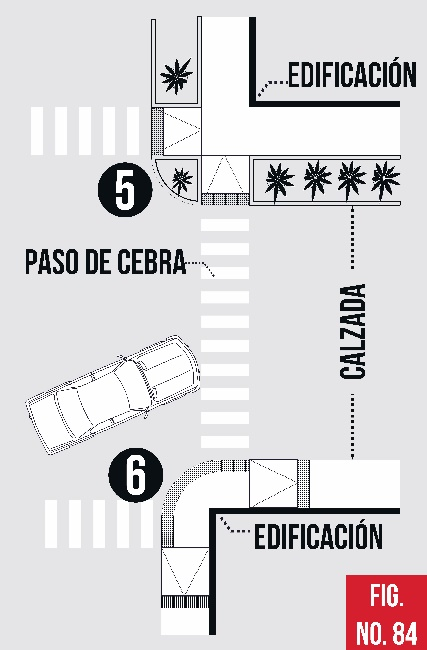 EDIFICACIÓN
5
PASO DE CEBRA
CALZADA
6
EDIFICACIÓN
FIG.
NO. 84